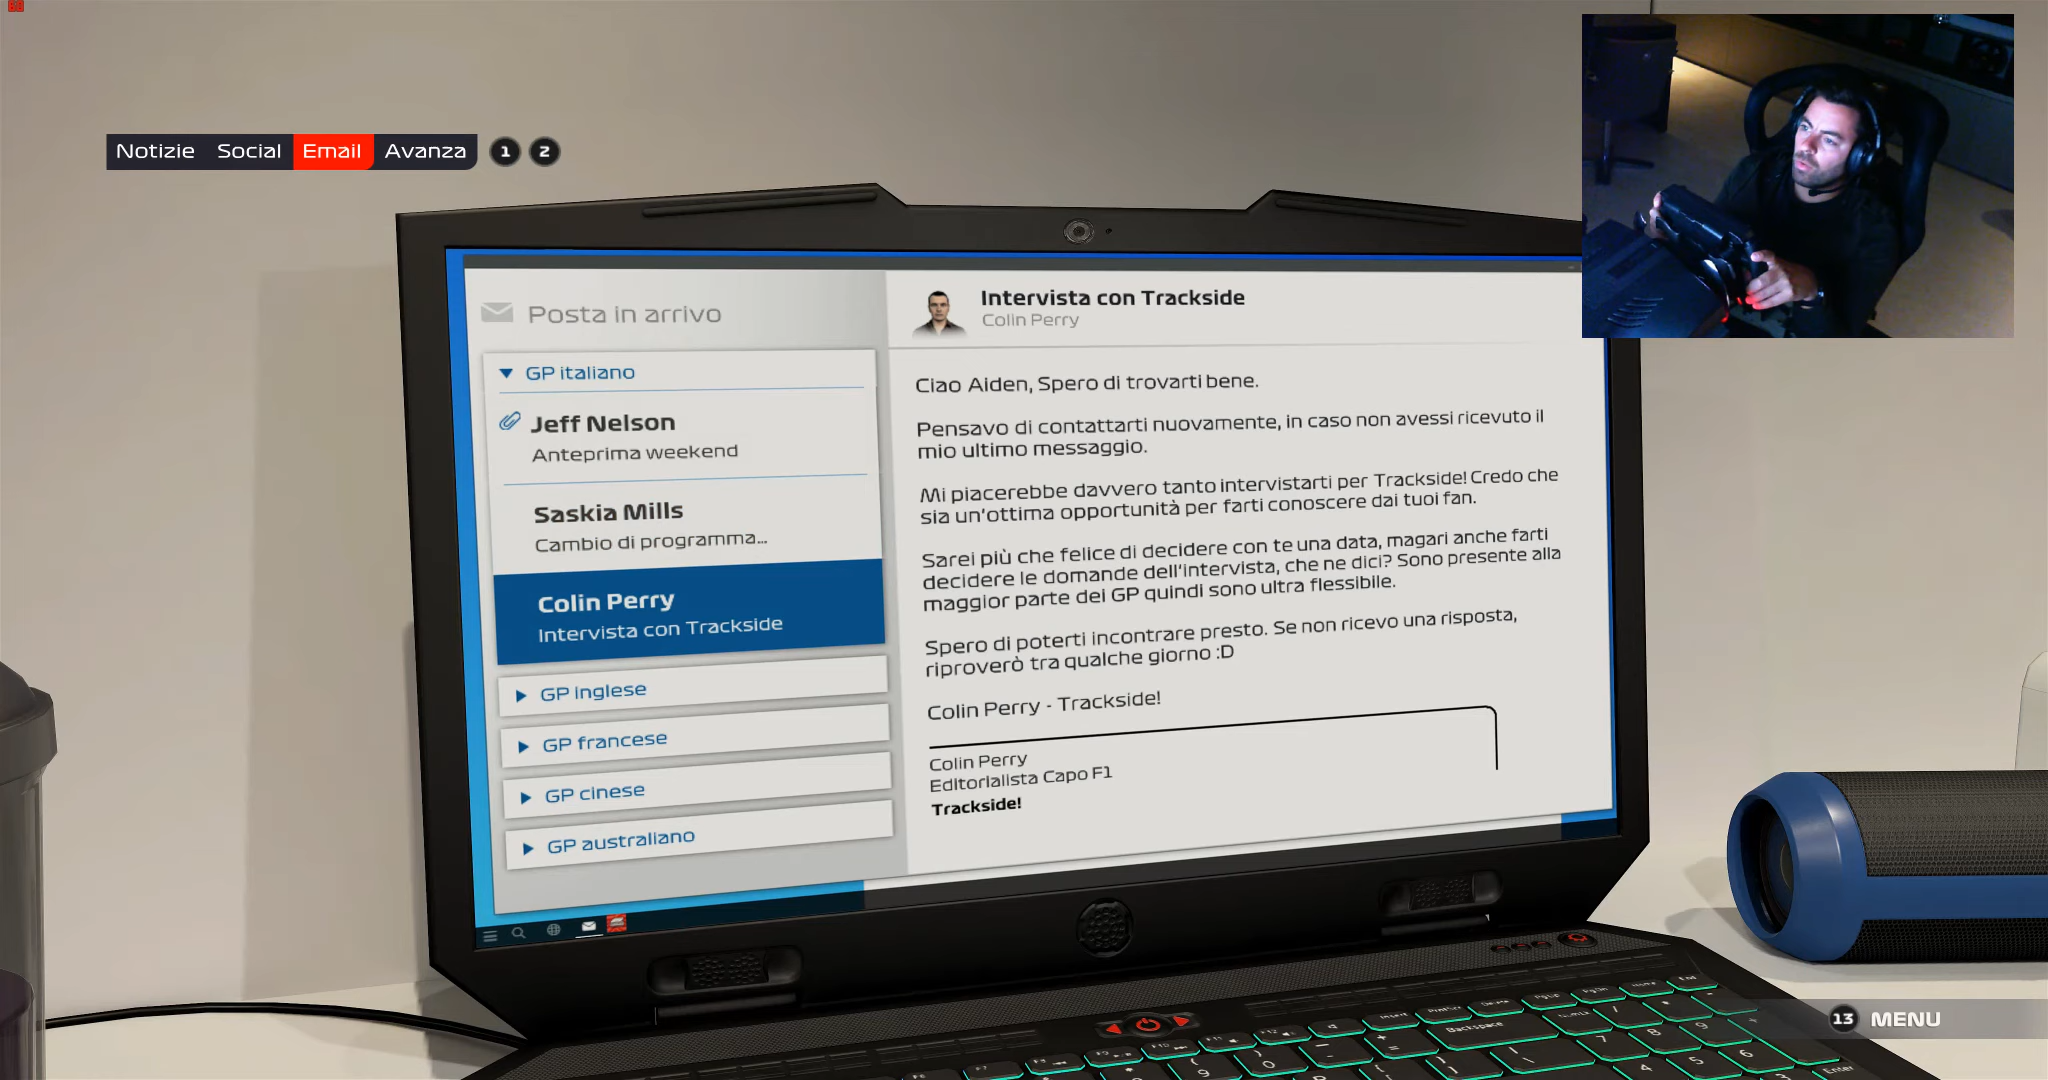 60
Notizie Social Email Avanza 1 2
Posta in arrivo
GP italiano
Jeff Nelson
Anteprima weekend
Saskia Mills
Cambio di programma...
Colin Perry
Intervista con Trackside
GP inglese
GP francese
GP cinese
GP australiano
Intervista con Trackside
Colin Perry
Ciao Aiden, Spero di trovarti bene.
Pensavo di contattarti nuovamente, in caso non avessi ricevuto il
mio ultimo messaggio.
Mi piacerebbe davvero tanto intervistarti per Trackside! Credo che
sia un'ottima opportunità per farti conoscere dai tuoi fan.
Sarei più che felice di decidere con te una data, magari anche farti
decidere le domande dell'intervista, che ne dici? Sono presente alla
maggior parte dei GP quindi sono ultra flessibile.
Spero di poterti incontrare presto. Se non ricevo una risposta,
riproverò tra qualche giorno :D
Colin Perry - Trackside!
Colin Perry
Editorialista Capo F1
Trackside!
Backspace
Enter
13 MENU